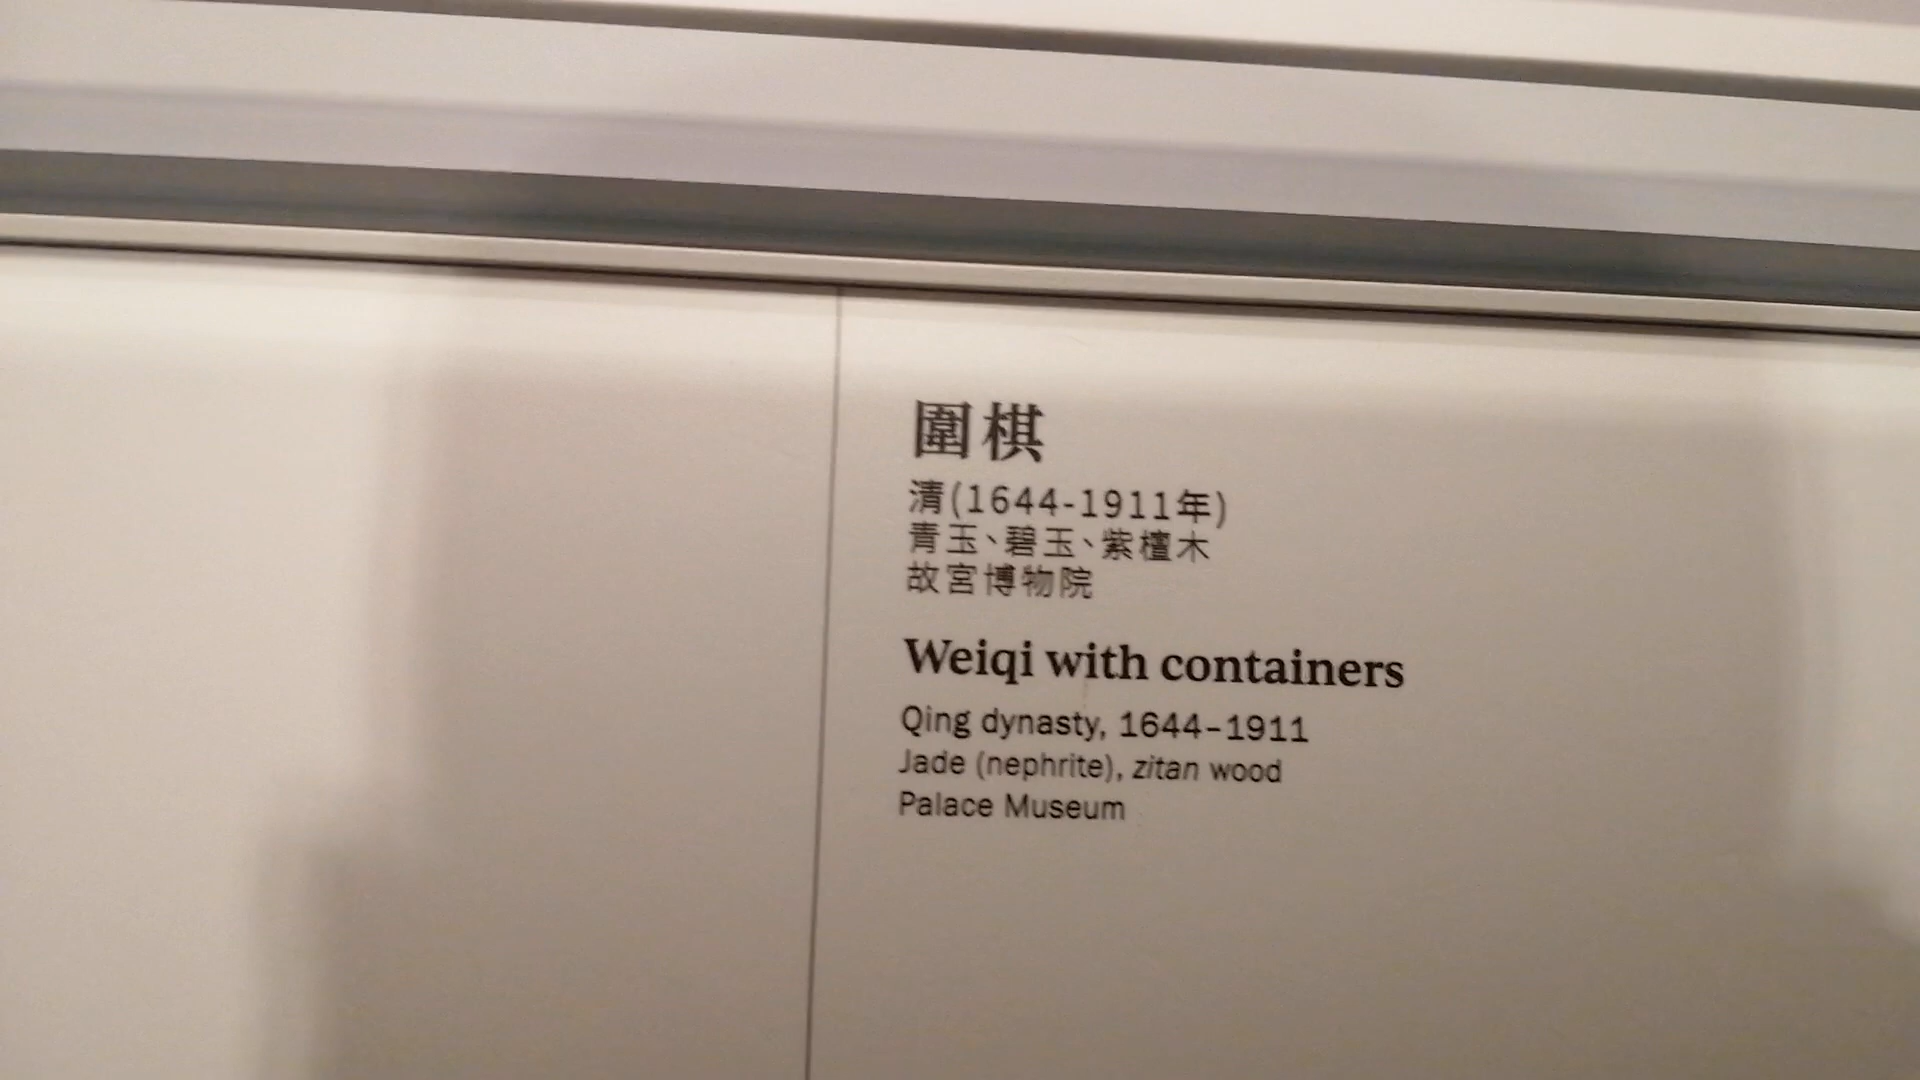 圍棋
清(1644-1911年)
青玉、碧玉、紫檀木
故宮博物院
Weiqi with containers
Qing dynasty, 1644–1911
Jade (nephrite), zitan wood
Palace Museum